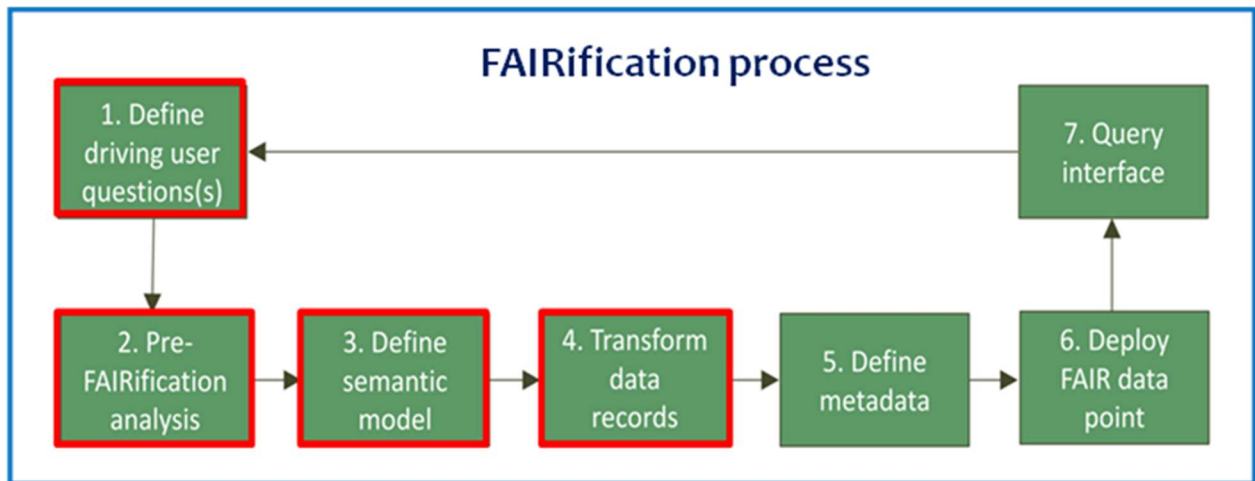 FAIRification process
1. Define
driving user
questions(s)
7. Query
interface
2. Pre-
FAIRification
analysis
3. Define
semantic
model
4. Transform
data
records
5. Define
metadata
6. Deploy
FAIR data
point